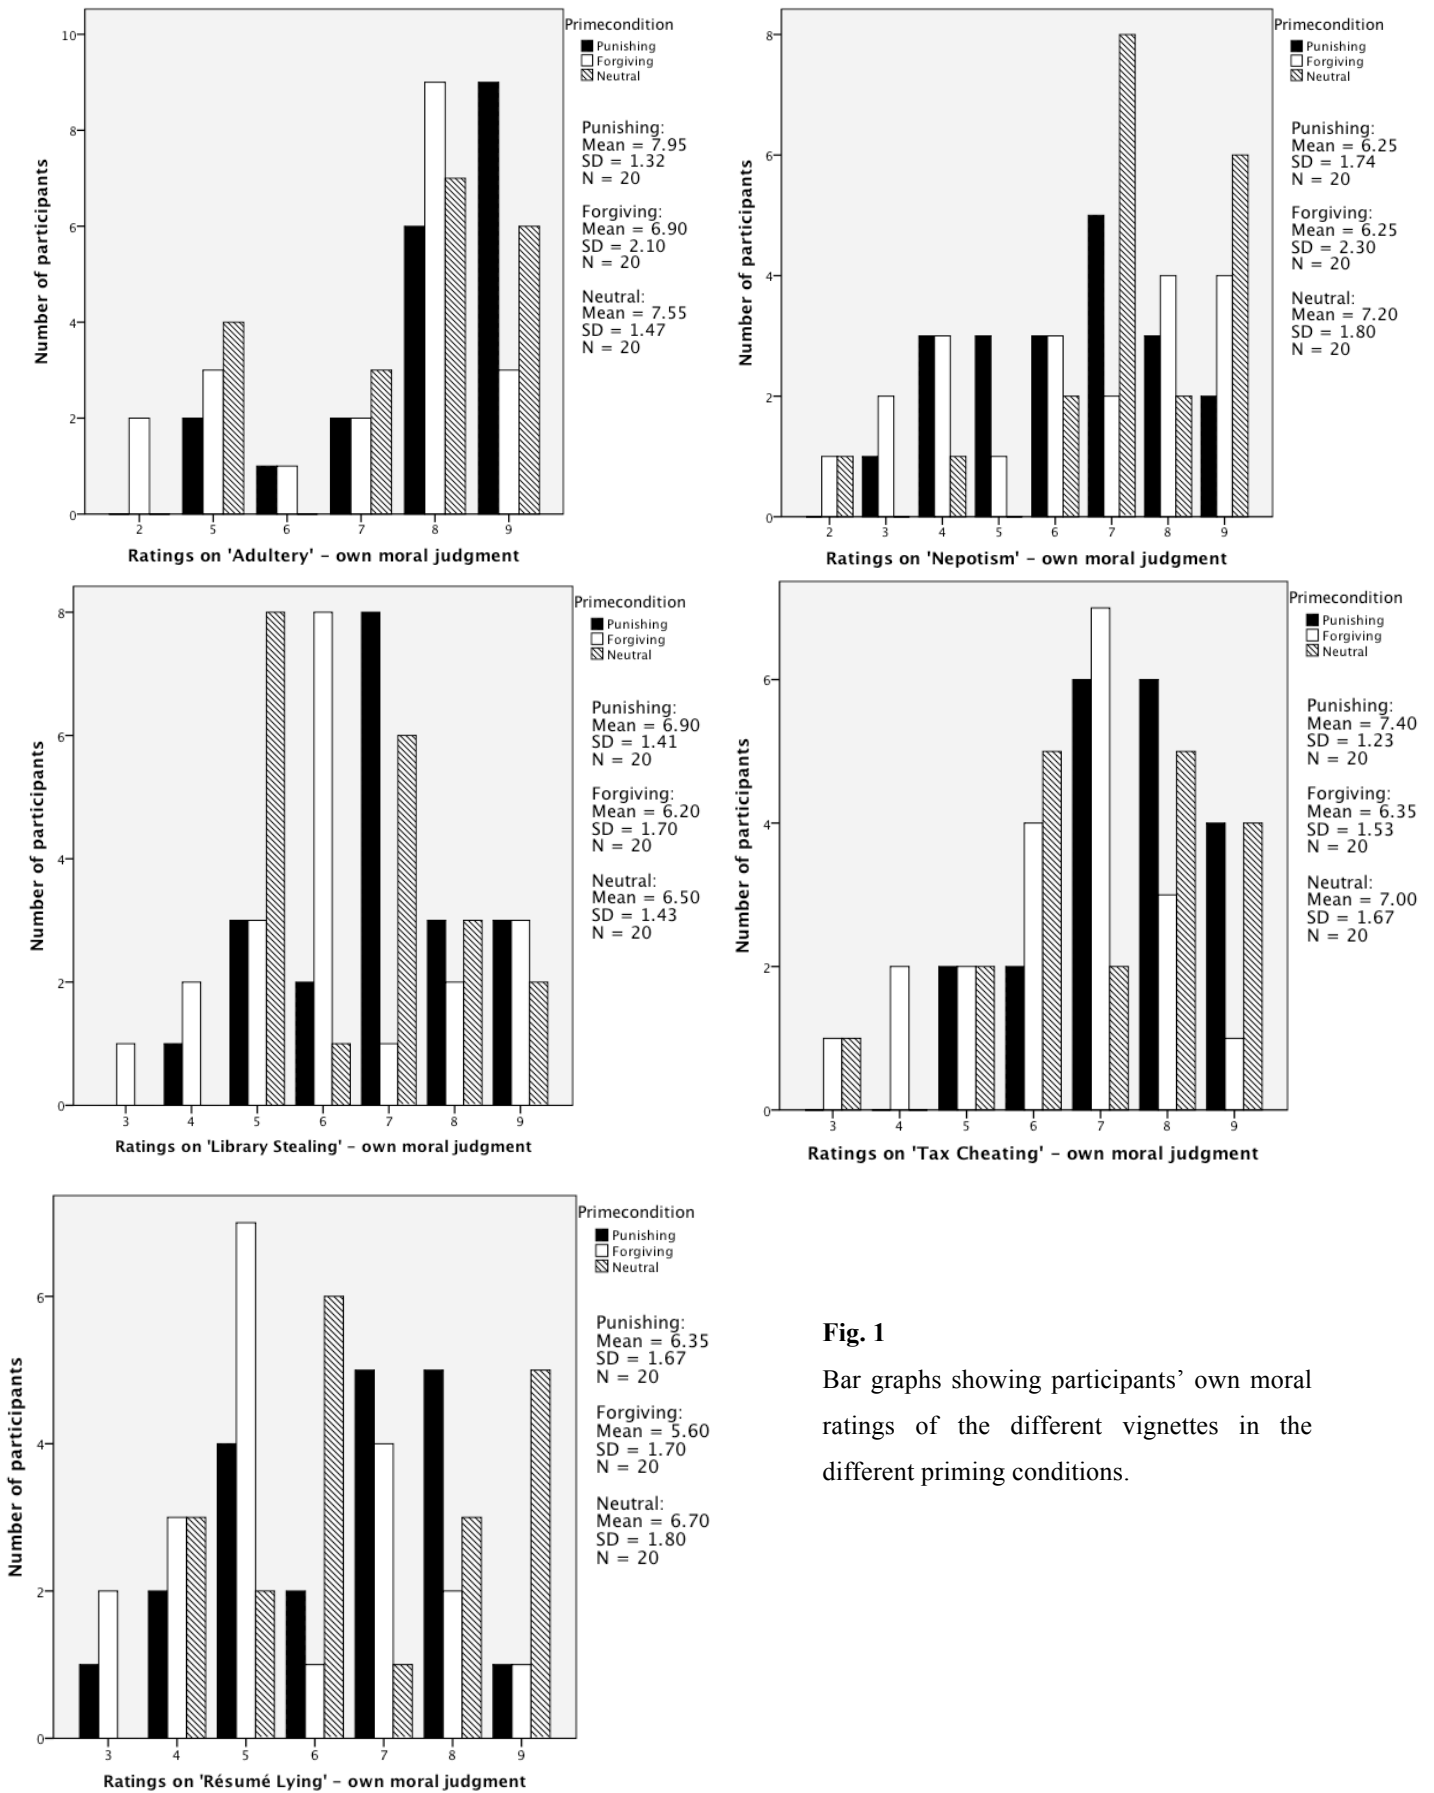 Primecondition
Punishing
Forgiving
Neutral
Punishing:
Mean = 7.95
SD = 1.32
N = 20
Forgiving:
Mean = 6.90
SD = 2.10
N = 20
Neutral:
Mean = 7.55
SD = 1.47
N = 20
Number of participants
10
8
6
4
2
0
2 5 6 7 8 9
Ratings on 'Adultery' – own moral judgment
Primecondition
Punishing
Forgiving
Neutral
Punishing:
Mean = 6.25
SD = 1.74
N = 20
Forgiving:
Mean = 6.25
SD = 2.30
N = 20
Neutral:
Mean = 7.20
SD = 1.80
N = 20
Number of participants
8
6
4
2
0
2 3 4 5 6 7 8 9
Ratings on 'Nepotism' – own moral judgment
Primecondition
Punishing
Forgiving
Neutral
Punishing:
Mean = 6.90
SD = 1.41
N = 20
Forgiving:
Mean = 6.20
SD = 1.70
N = 20
Neutral:
Mean = 6.50
SD = 1.43
N = 20
Number of participants
8
6
4
2
0
3 4 5 6 7 8 9
Ratings on 'Library Stealing' – own moral judgment
Primecondition
Punishing
Forgiving
Neutral
Punishing:
Mean = 7.40
SD = 1.23
N = 20
Forgiving:
Mean = 6.35
SD = 1.53
N = 20
Neutral:
Mean = 7.00
SD = 1.67
N = 20
Number of participants
6
4
2
0
3 4 5 6 7 8 9
Ratings on 'Tax Cheating' – own moral judgment
Primecondition
Punishing
Forgiving
Neutral
Punishing:
Mean = 6.35
SD = 1.67
N = 20
Forgiving:
Mean = 5.60
SD = 1.70
N = 20
Neutral:
Mean = 6.70
SD = 1.80
N = 20
Number of participants
6
4
2
0
3 4 5 6 7 8 9
Ratings on 'Résumé Lying' – own moral judgment
Fig. 1
Bar graphs showing participants’ own moral
ratings of the different vignettes in the
different priming conditions.